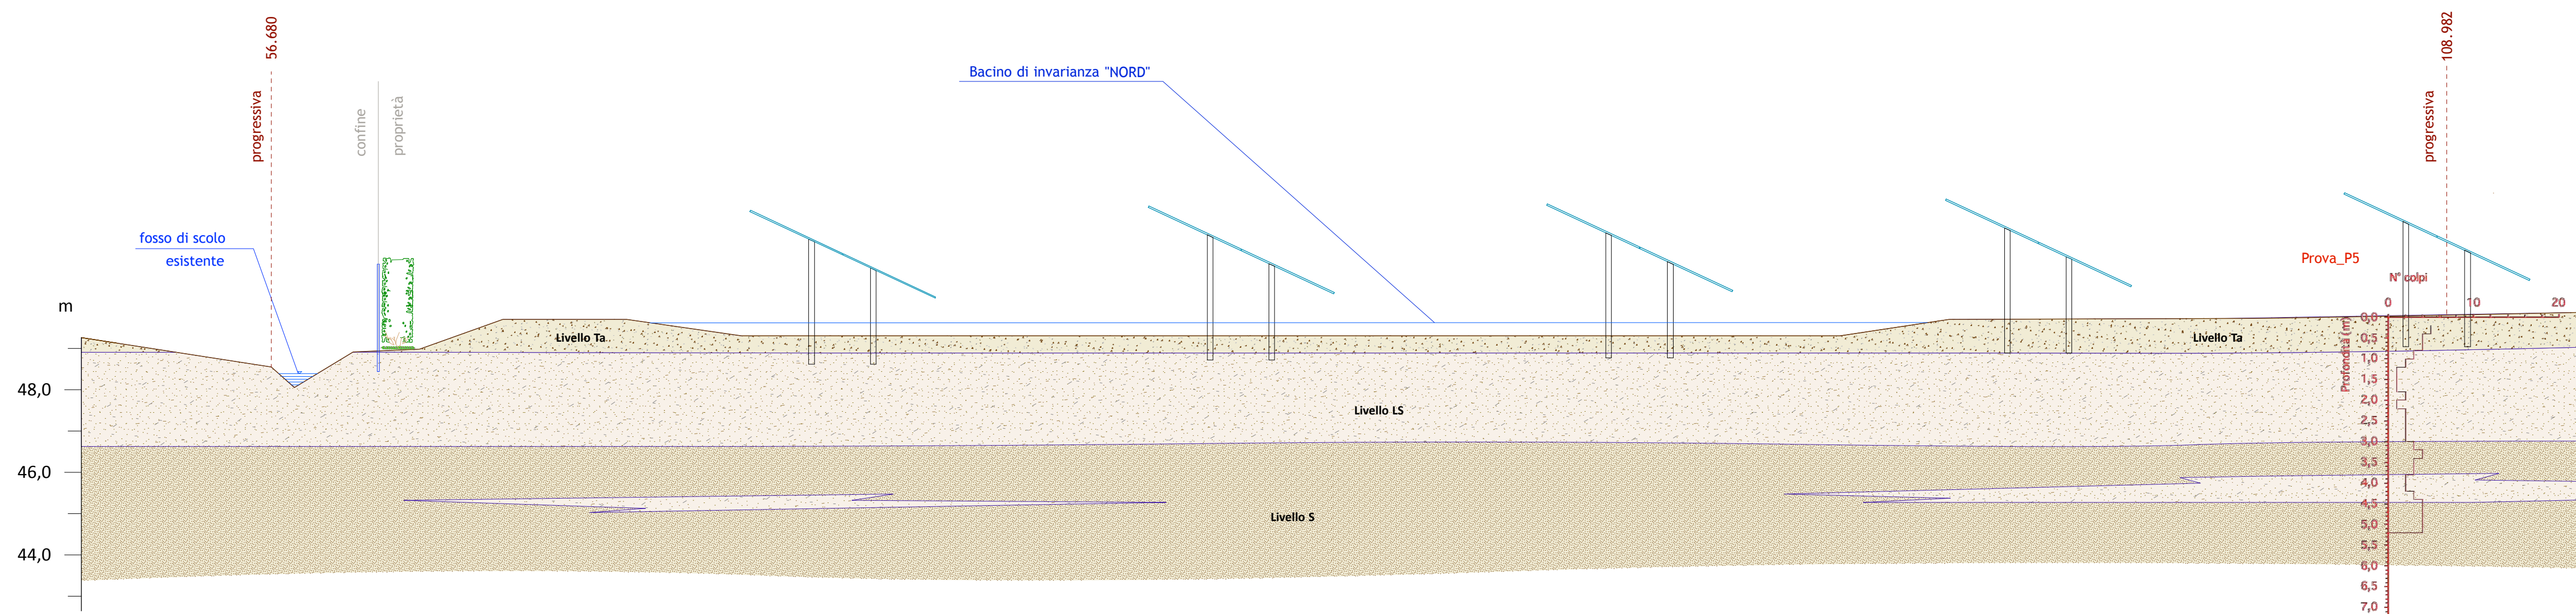 56.680
progressiva
confine
proprietà
Bacino di invarianza "NORD"
108.982
progressiva
fosso di scolo
esistente
Prova_P5
N° colpi
0
10
20
m
48,0
46,0
44,0
Livello Ta
Livello Ta
Livello LS
Livello S
Profondità (m)
0,0
0,5
1,0
1,5
2,0
2,5
3,0
3,5
4,0
4,5
5,0
5,5
6,0
6,5
7,0